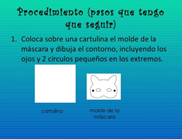 Procedimiento (pasos que tengo
que seguir)
1. Coloca sobre una cartulina el molde de la
máscara y dibuja el contorno, incluyendo los
ojos y 2 circulos pequeños en los extremos.
cartulina
molde de la
máscara